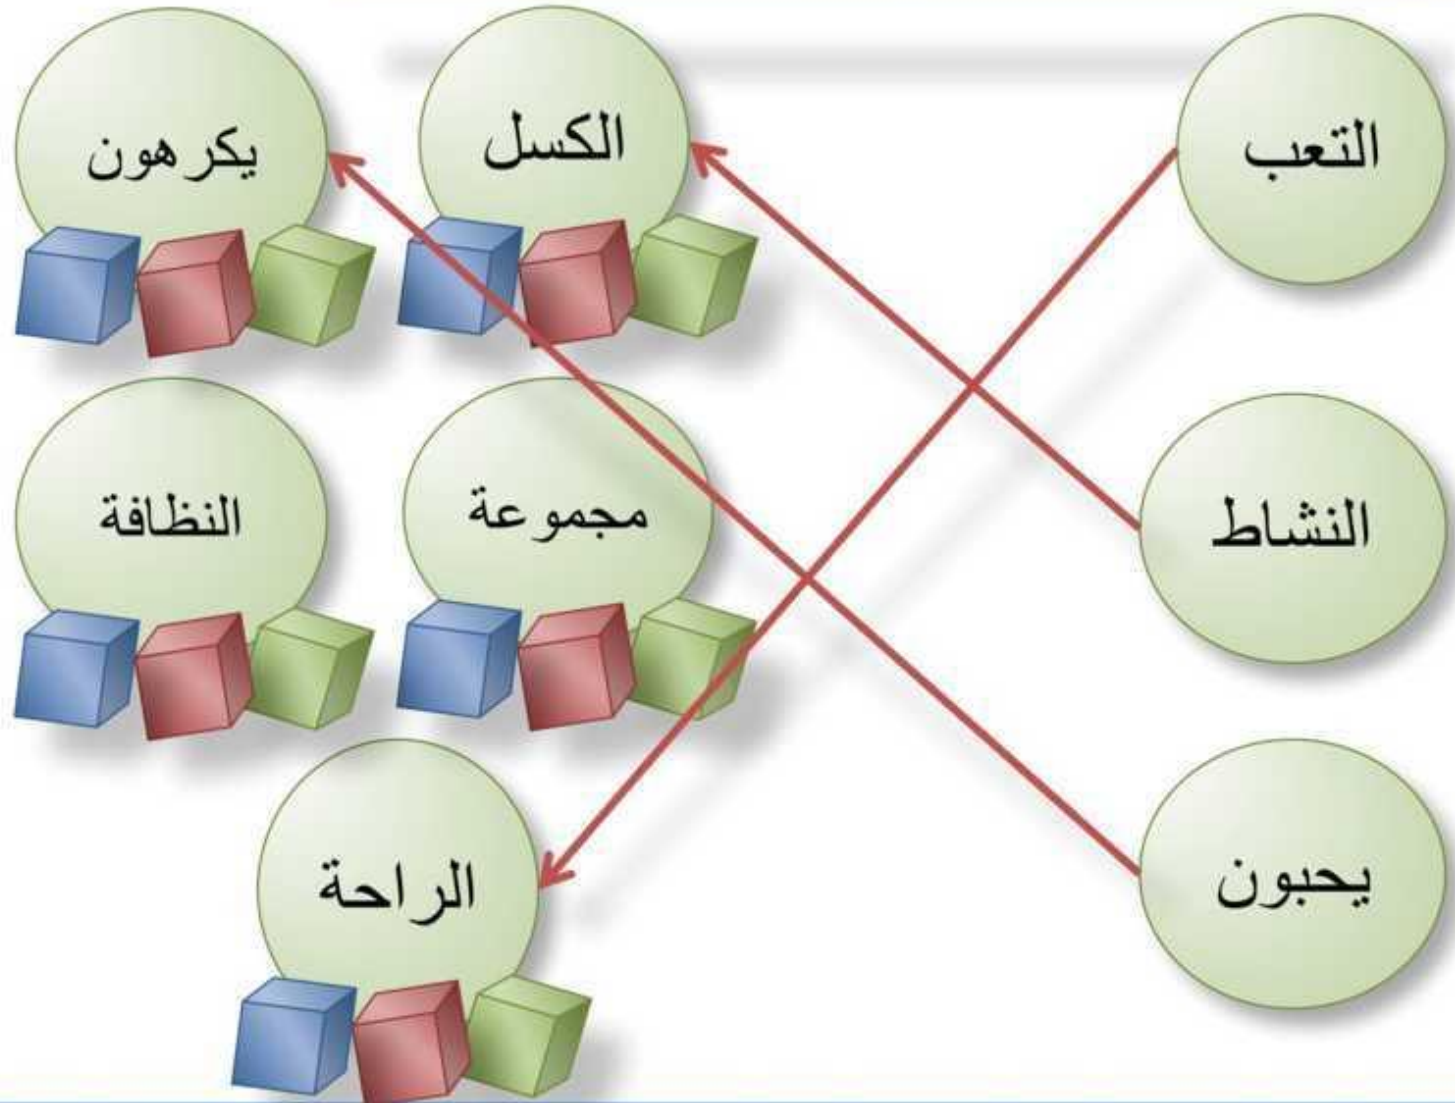 التعب
الكسل
يكرهون
النشاط
مجموعة
النظافة
يحبون
الراحة